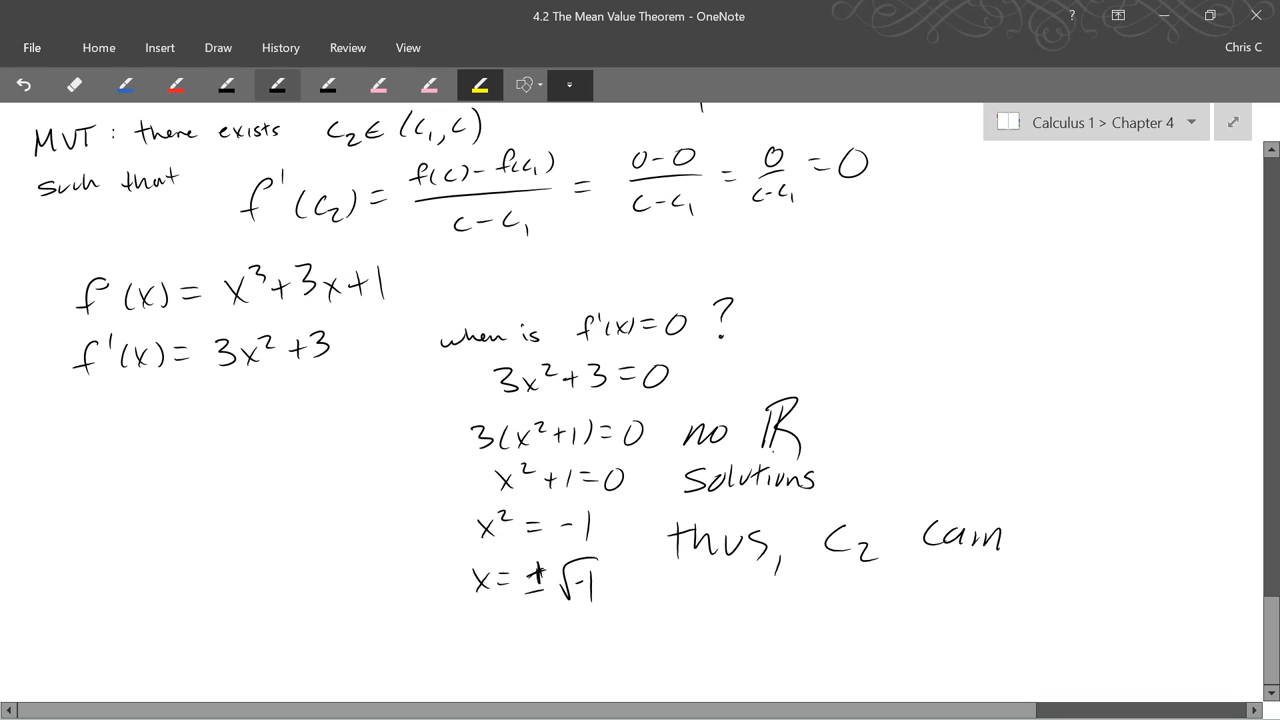 4.2 The Mean Value Theorem - OneNote
File Home Insert Draw History Review View Chris C
Calculus 1 > Chapter 4
MVT : there exists c₂ ∈ (c₁, c)
such that f'(c₂) = (f(c) - f(c₁))/(c - c₁) = (0 - 0)/(c - c₁) = 0/(c - c₁) = 0
f(x) = x³ + 3x + 1
f'(x) = 3x² + 3
when is f'(x) = 0 ?
3x² + 3 = 0
3(x² + 1) = 0 no ℝ
x² + 1 = 0 solutions
x² = -1
thus, c₂ can
x = ± √-1